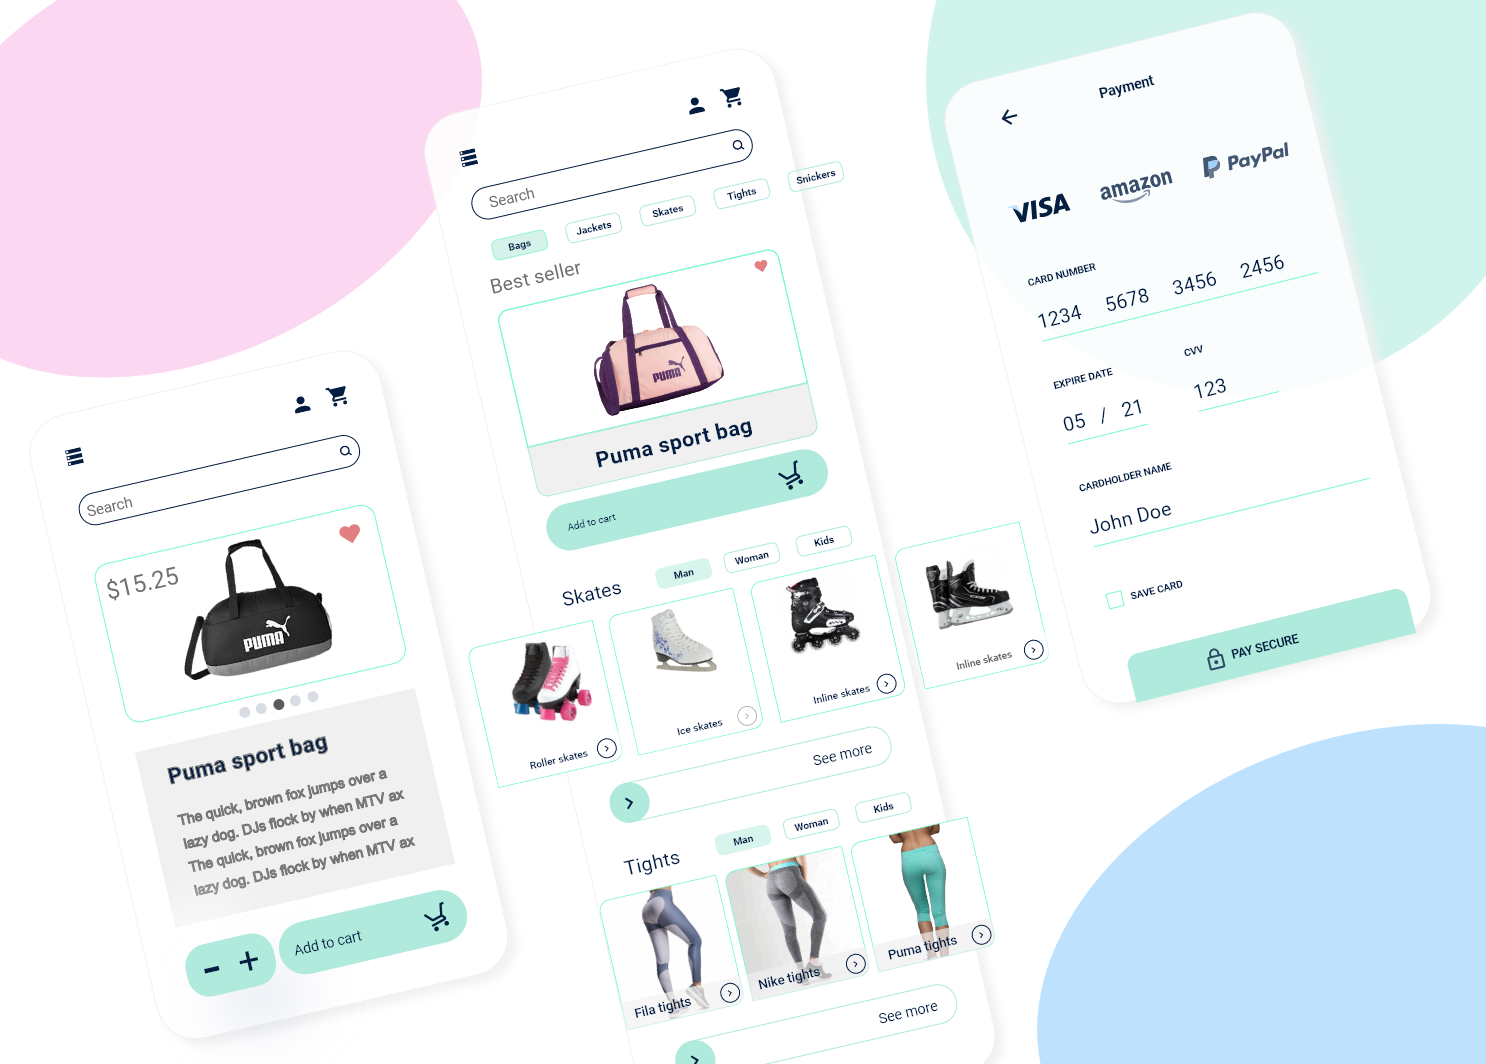 Search
$15.25
PUMA
Puma sport bag
The quick, brown fox jumps over a
lazy dog. DJs flock by when MTV ax
The quick, brown fox jumps over a
lazy dog. DJs flock by when MTV ax
Add to cart
Search
Bags
Jackets
Skates
Tights
Snickers
Best seller
PUMA
Puma sport bag
Add to cart
Skates
Man
Woman
Kids
Roller skates
Ice skates
Inline skates
Inline skates
See more
Tights
Man
Woman
Kids
Fila tights
Nike tights
Puma tights
See more
Payment
VISA
amazon
PayPal
CARD NUMBER
1234 5678 3456 2456
EXPIRE DATE
05 / 21
CVV
123
CARDHOLDER NAME
John Doe
SAVE CARD
PAY SECURE